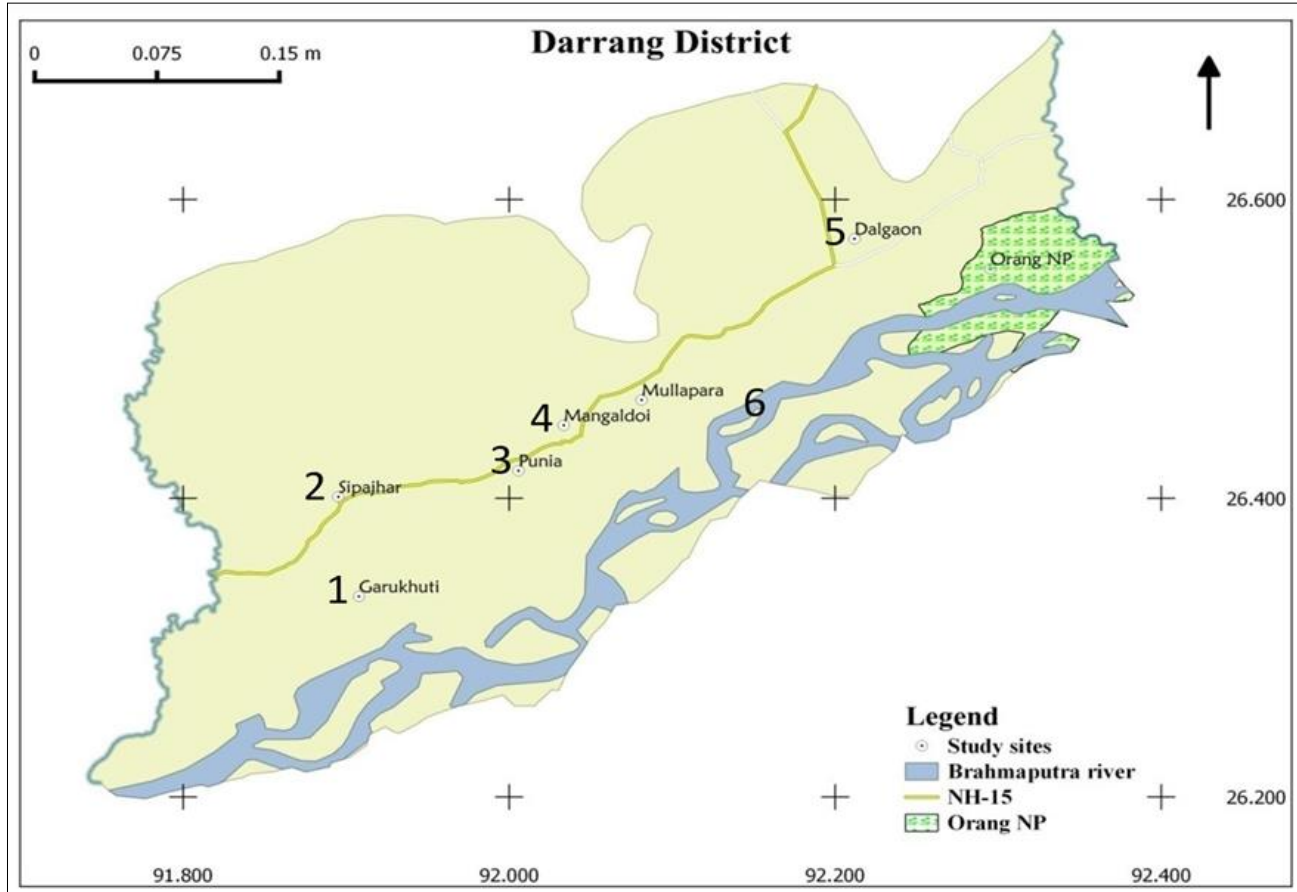 Darrang District
0 0.075 0.15 m
26.600
5 Dalgaon
Orang NP
Mullapara
6
4 Mangaldoi
3 Punia
2 Sipajhar
26.400
1 Garukhuti
Legend
Study sites
Brahmaputra river
NH-15
Orang NP
26.200
91.800 92.000 92.200 92.400